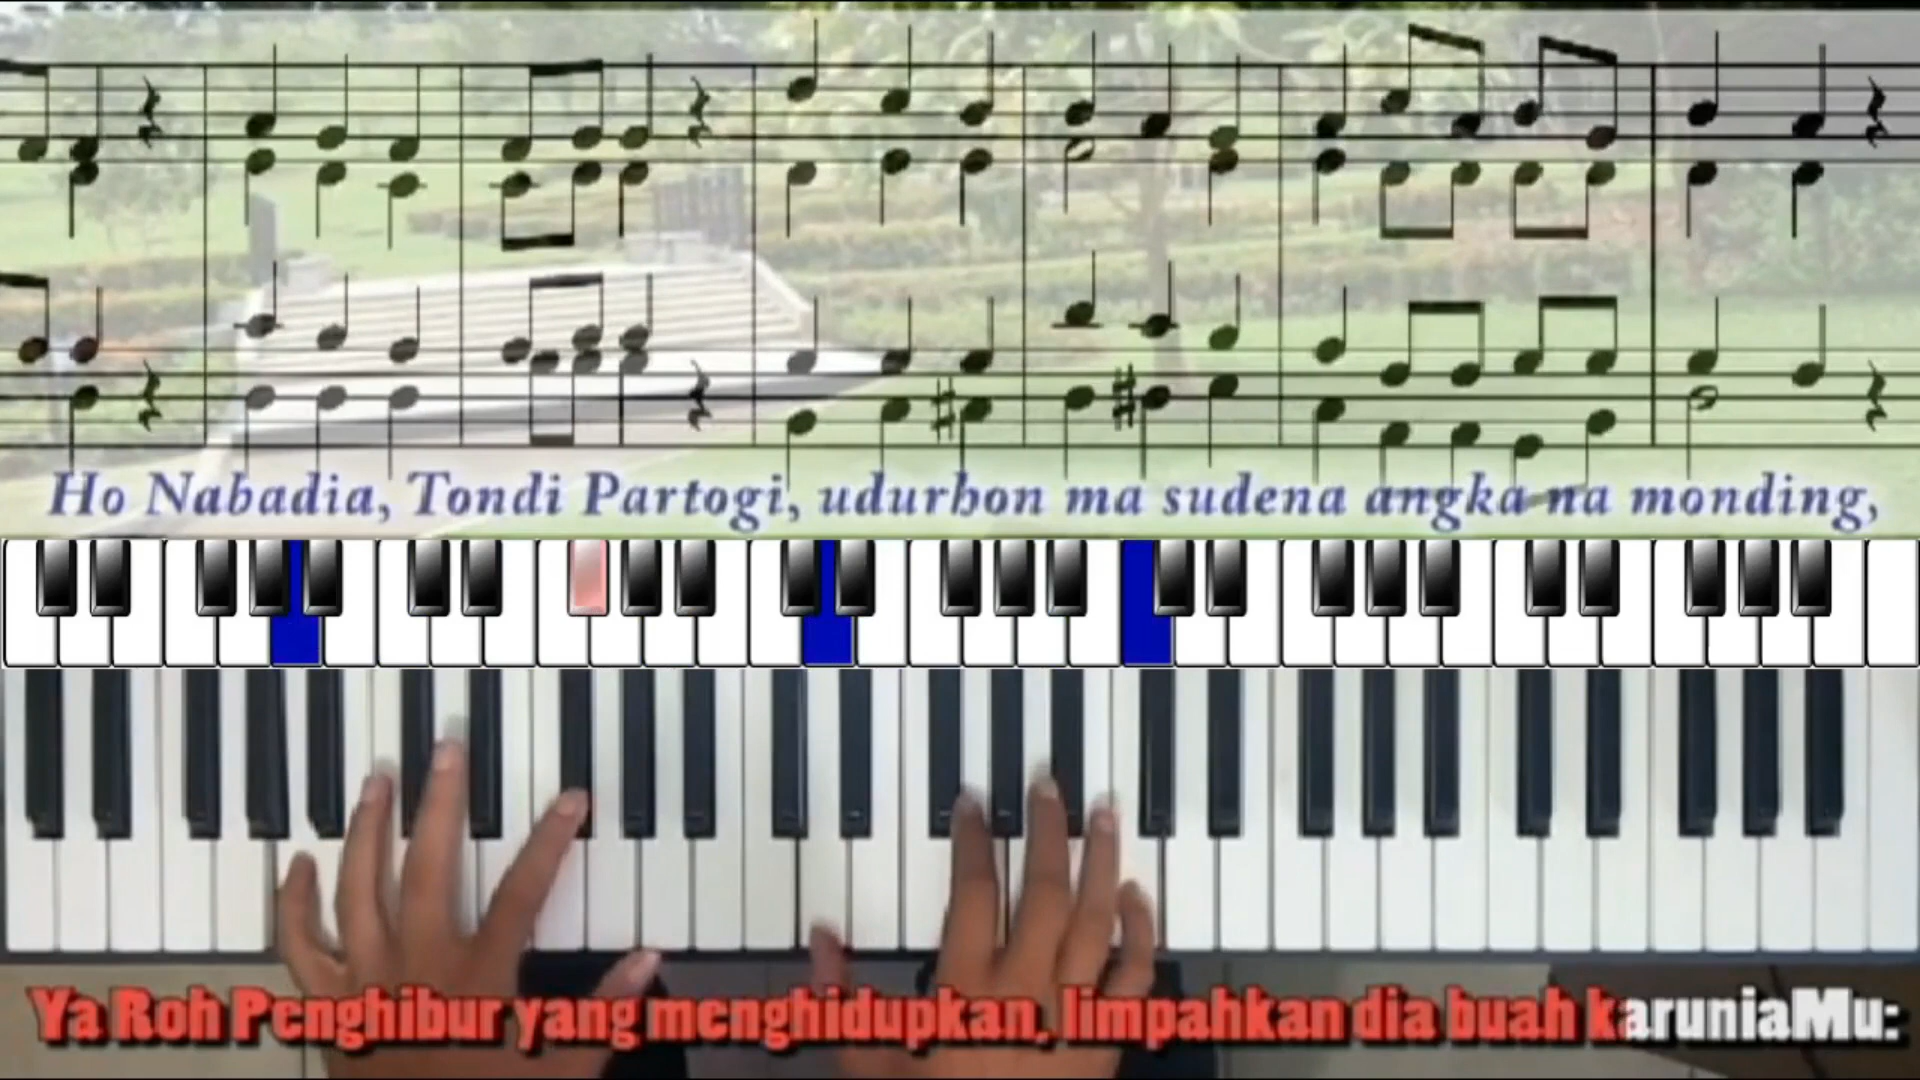 Ho Nabadia, Tondi Partogi, udurhon ma sudena angka na monding,
Ya Roh Penghibur yang menghidupkan, limpahkan dia buah karuniaMu: